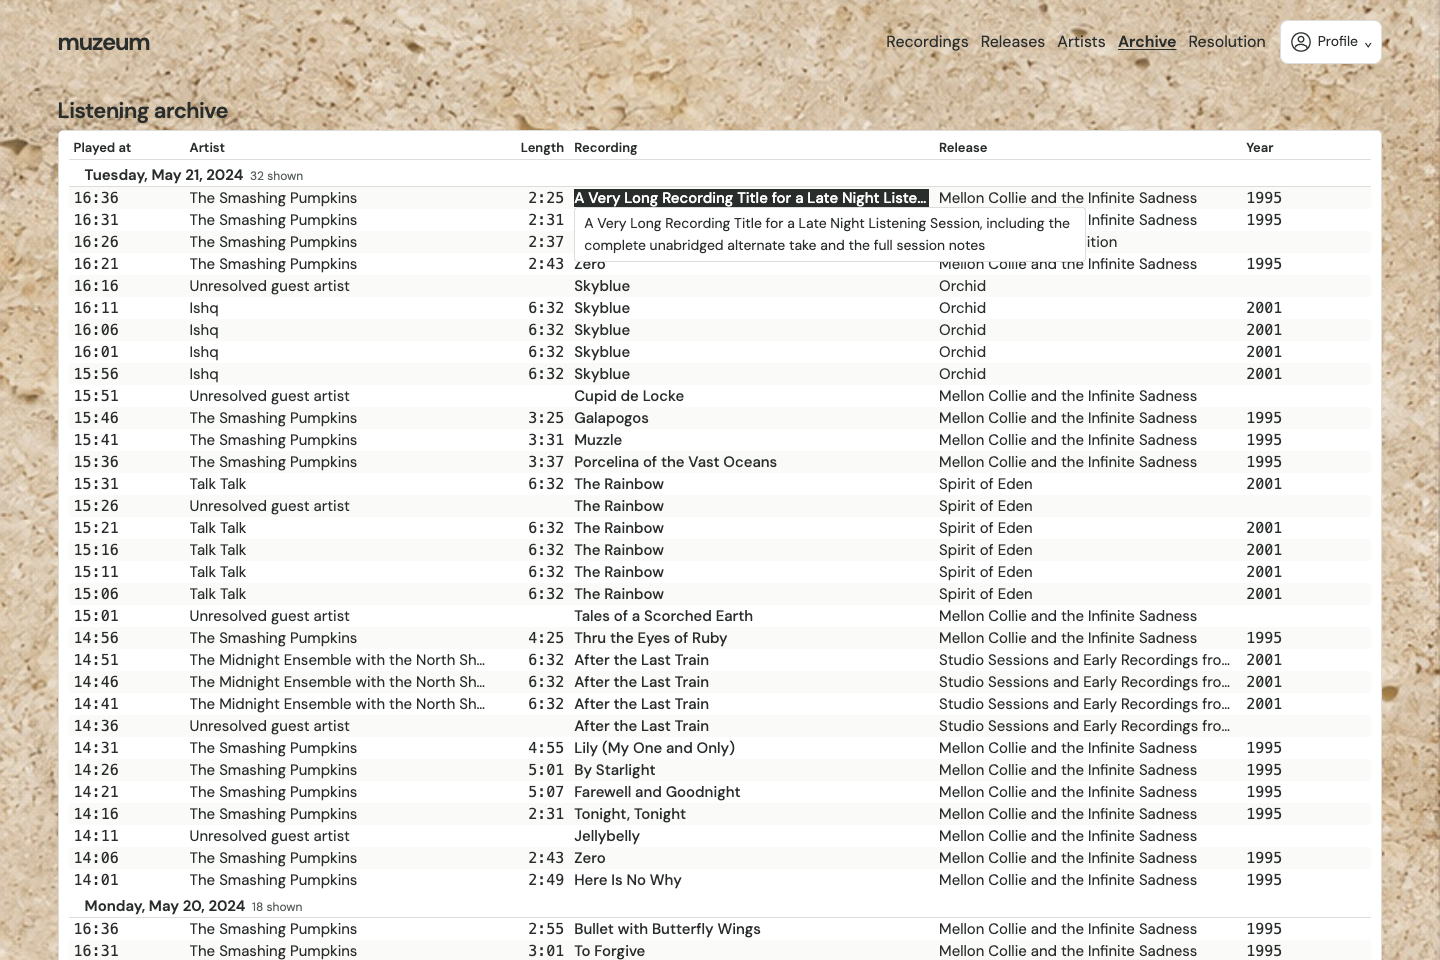 muzeum
Recordings Releases Artists Archive Resolution Profile
Listening archive
Played at Artist Length Recording Release Year
Tuesday, May 21, 2024 32 shown
16:36 The Smashing Pumpkins 2:25 A Very Long Recording Title for a Late Night Liste... Mellon Collie and the Infinite Sadness 1995
16:31 The Smashing Pumpkins 2:31 A Very Long Recording Title for a Late Night Listening Session, including the Infinite Sadness 1995
16:26 The Smashing Pumpkins 2:37 complete unabridged alternate take and the full session notes ition
16:21 The Smashing Pumpkins 2:43 Zero Mellon Collie and the Infinite Sadness 1995
16:16 Unresolved guest artist Skyblue Orchid
16:11 Ishq 6:32 Skyblue Orchid 2001
16:06 Ishq 6:32 Skyblue Orchid 2001
16:01 Ishq 6:32 Skyblue Orchid 2001
15:56 Ishq 6:32 Skyblue Orchid 2001
15:51 Unresolved guest artist Cupid de Locke Mellon Collie and the Infinite Sadness
15:46 The Smashing Pumpkins 3:25 Galapogos Mellon Collie and the Infinite Sadness 1995
15:41 The Smashing Pumpkins 3:31 Muzzle Mellon Collie and the Infinite Sadness 1995
15:36 The Smashing Pumpkins 3:37 Porcelina of the Vast Oceans Mellon Collie and the Infinite Sadness 1995
15:31 Talk Talk 6:32 The Rainbow Spirit of Eden 2001
15:26 Unresolved guest artist The Rainbow Spirit of Eden
15:21 Talk Talk 6:32 The Rainbow Spirit of Eden 2001
15:16 Talk Talk 6:32 The Rainbow Spirit of Eden 2001
15:11 Talk Talk 6:32 The Rainbow Spirit of Eden 2001
15:06 Talk Talk 6:32 The Rainbow Spirit of Eden 2001
15:01 Unresolved guest artist Tales of a Scorched Earth Mellon Collie and the Infinite Sadness
14:56 The Smashing Pumpkins 4:25 Thru the Eyes of Ruby Mellon Collie and the Infinite Sadness 1995
14:51 The Midnight Ensemble with the North Sh... 6:32 After the Last Train Studio Sessions and Early Recordings fro... 2001
14:46 The Midnight Ensemble with the North Sh... 6:32 After the Last Train Studio Sessions and Early Recordings fro... 2001
14:41 The Midnight Ensemble with the North Sh... 6:32 After the Last Train Studio Sessions and Early Recordings fro... 2001
14:36 Unresolved guest artist After the Last Train Studio Sessions and Early Recordings fro...
14:31 The Smashing Pumpkins 4:55 Lily (My One and Only) Mellon Collie and the Infinite Sadness 1995
14:26 The Smashing Pumpkins 5:01 By Starlight Mellon Collie and the Infinite Sadness 1995
14:21 The Smashing Pumpkins 5:07 Farewell and Goodnight Mellon Collie and the Infinite Sadness 1995
14:16 The Smashing Pumpkins 2:31 Tonight, Tonight Mellon Collie and the Infinite Sadness 1995
14:11 Unresolved guest artist Jellybelly Mellon Collie and the Infinite Sadness
14:06 The Smashing Pumpkins 2:43 Zero Mellon Collie and the Infinite Sadness 1995
14:01 The Smashing Pumpkins 2:49 Here Is No Why Mellon Collie and the Infinite Sadness 1995
Monday, May 20, 2024 18 shown
16:36 The Smashing Pumpkins 2:55 Bullet with Butterfly Wings Mellon Collie and the Infinite Sadness 1995
16:31 The Smashing Pumpkins 3:01 To Forgive Mellon Collie and the Infinite Sadness 1995